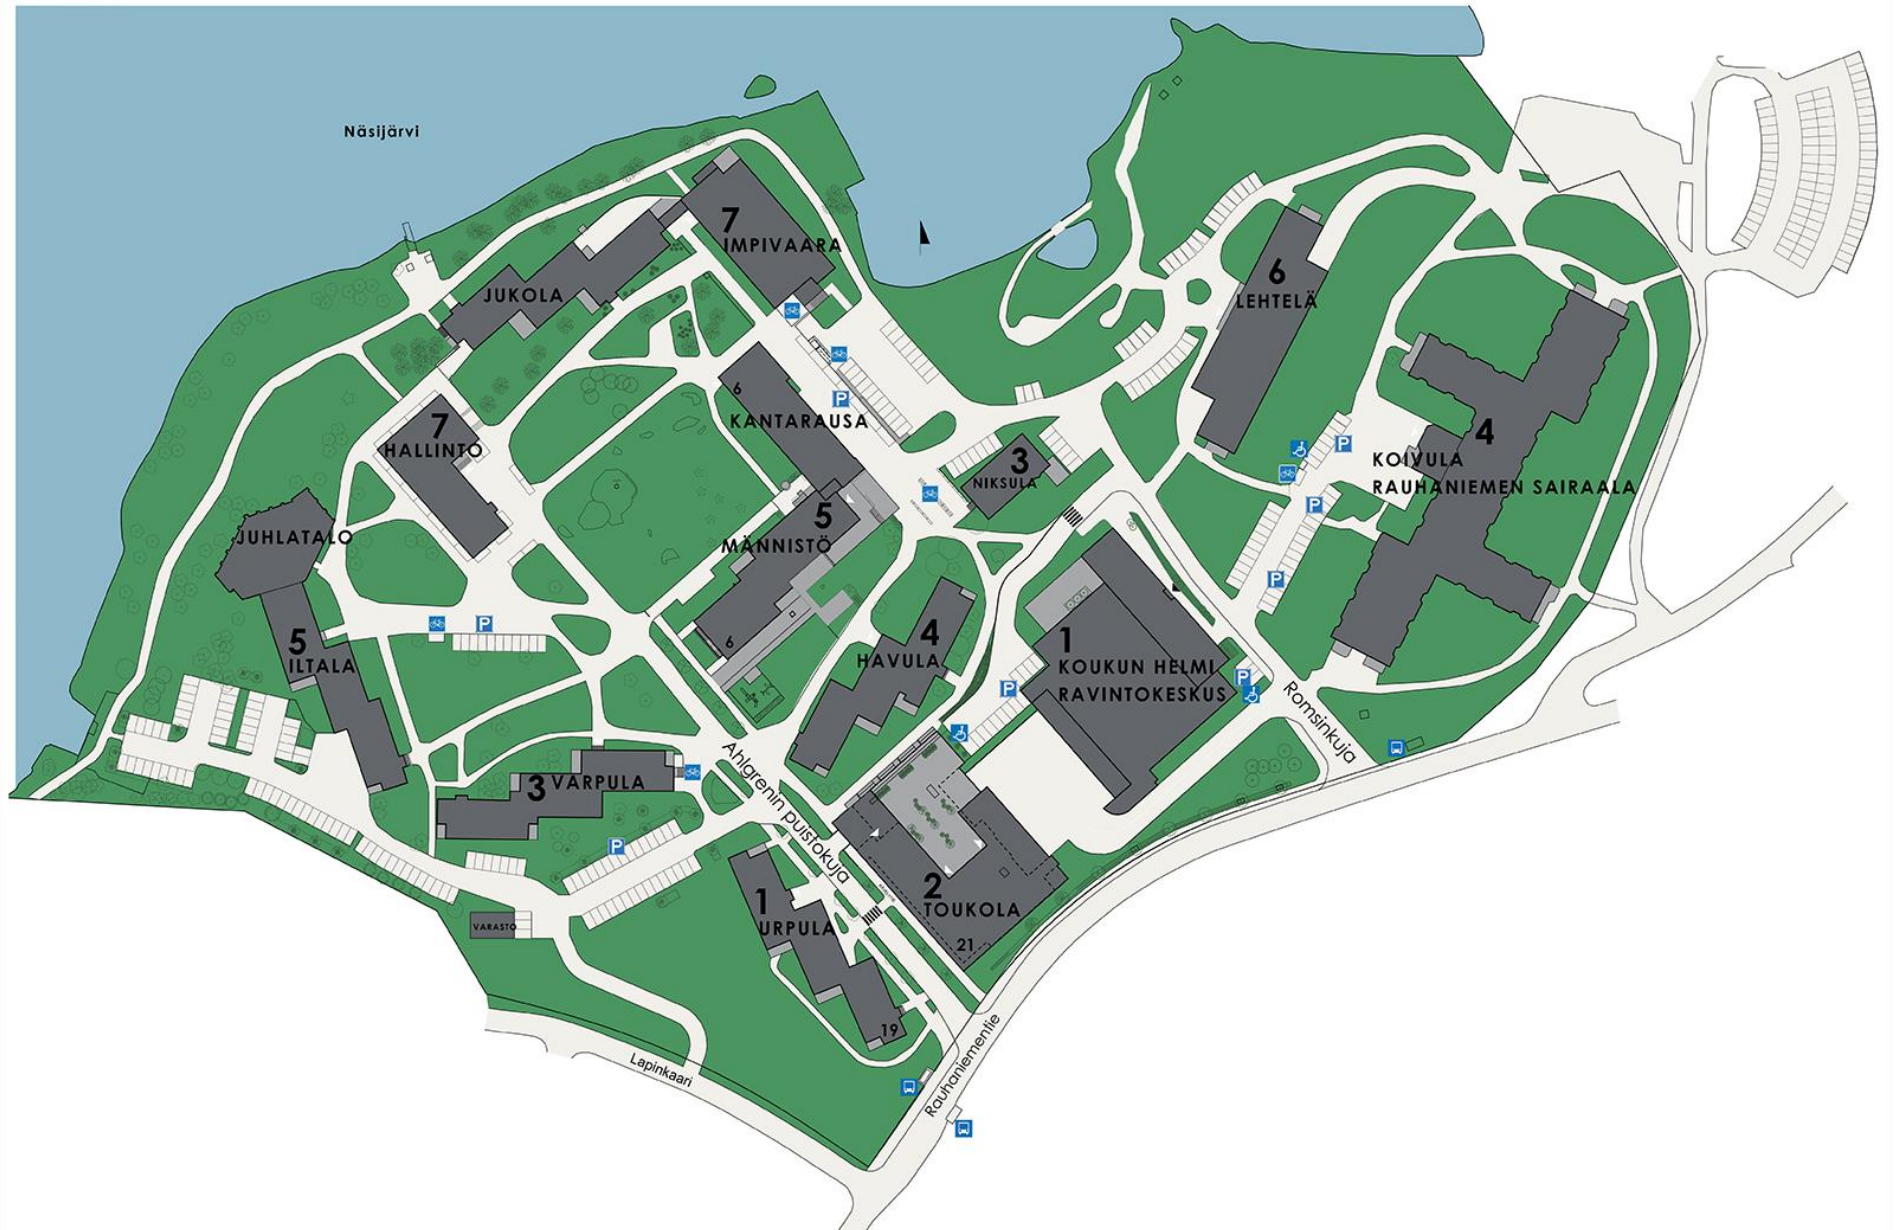 Näsijärvi
7
IMPIVAARA
JUKOLA
6
LEHTELÄ
6
KANTARAUSA
P
7
HALLINTO
3
NIKSULA
4
KOIVULA
RAUHANIEMEN SAIRAALA
P
P
P
JUHLATALO
5
MÄNNISTÖ
6
5
ILTALA
P
4
HAVULA
1
KOUKUN HELMI
RAVINTOKESKUS
P
P
Romsinkuja
3 VARPULA
P
Ahlgrenin puistokuja
2
TOUKOLA
21
1
URPULA
19
VARASTO
Lapinkaari
Rauhaniementie